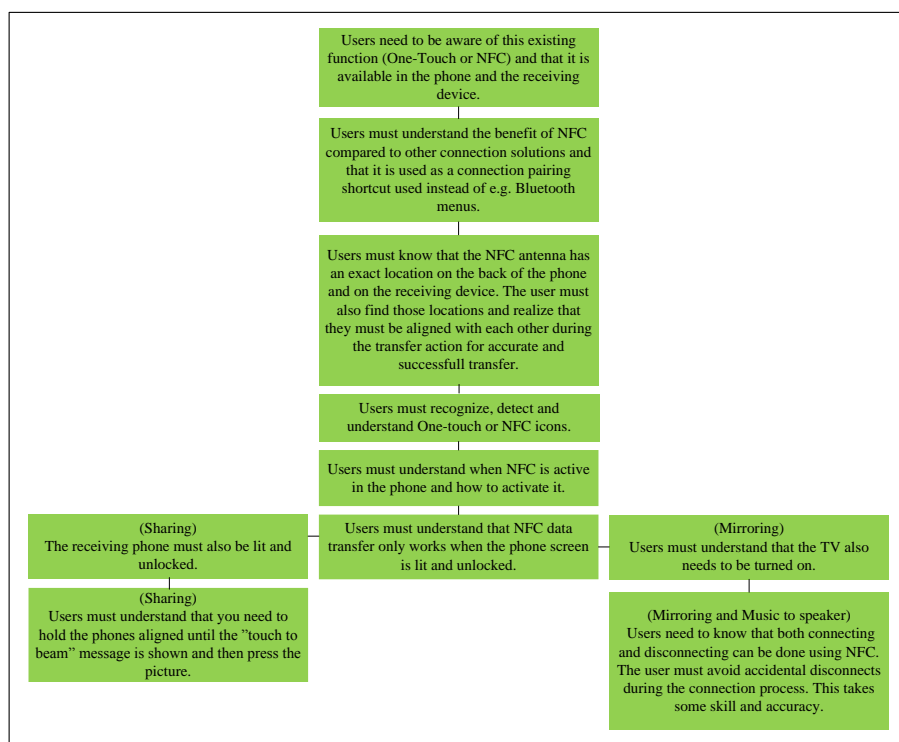 Users need to be aware of this existing
function (One-Touch or NFC) and that it is
available in the phone and the receiving
device.
Users must understand the benefit of NFC
compared to other connection solutions and
that it is used as a connection pairing
shortcut used instead of e.g. Bluetooth
menus.
Users must know that the NFC antenna has
an exact location on the back of the phone
and on the receiving device. The user must
also find those locations and realize that
they must be aligned with each other during
the transfer action for accurate and
successfull transfer.
Users must recognize, detect and
understand One-touch or NFC icons.
Users must understand when NFC is active
in the phone and how to activate it.
(Sharing)
The receiving phone must also be lit and
unlocked.
Users must understand that NFC data
transfer only works when the phone screen
is lit and unlocked.
(Mirroring)
Users must understand that the TV also
needs to be turned on.
(Sharing)
Users must understand that you need to
hold the phones aligned until the ”touch to
beam” message is shown and then press the
picture.
(Mirroring and Music to speaker)
Users need to know that both connecting
and disconnecting can be done using NFC.
The user must avoid accidental disconnects
during the connection process. This takes
some skill and accuracy.